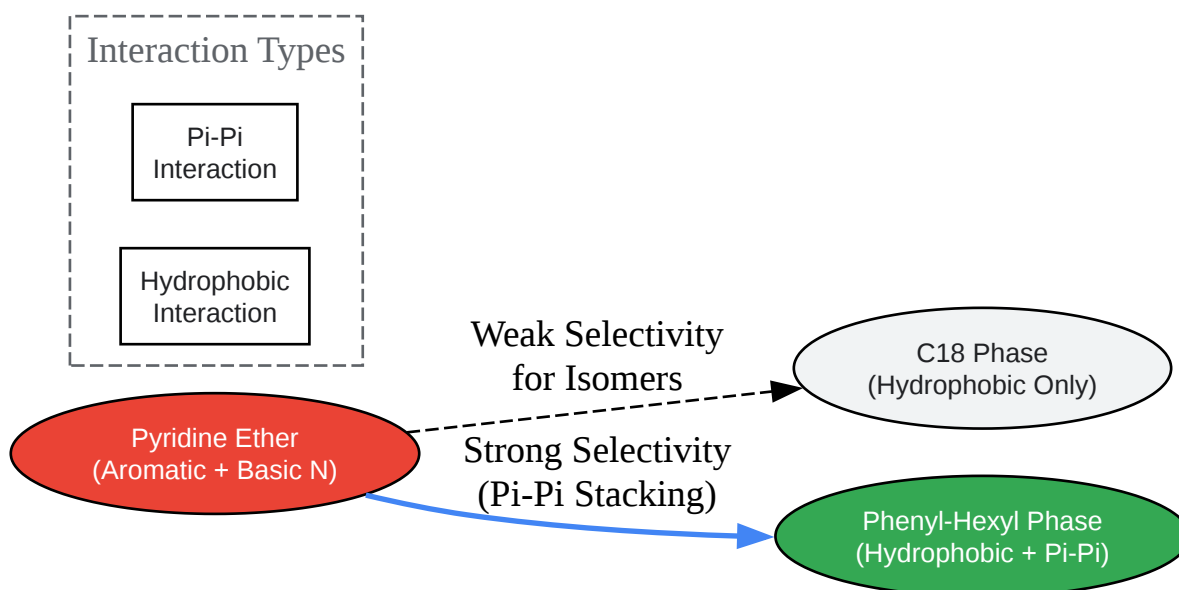 Interaction Types
Pi-Pi
Interaction
Hydrophobic
Interaction
Weak Selectivity
for Isomers
C18 Phase
(Hydrophobic Only)
Pyridine Ether
(Aromatic + Basic N)
Strong Selectivity
(Pi-Pi Stacking)
Phenyl-Hexyl Phase
(Hydrophobic + Pi-Pi)